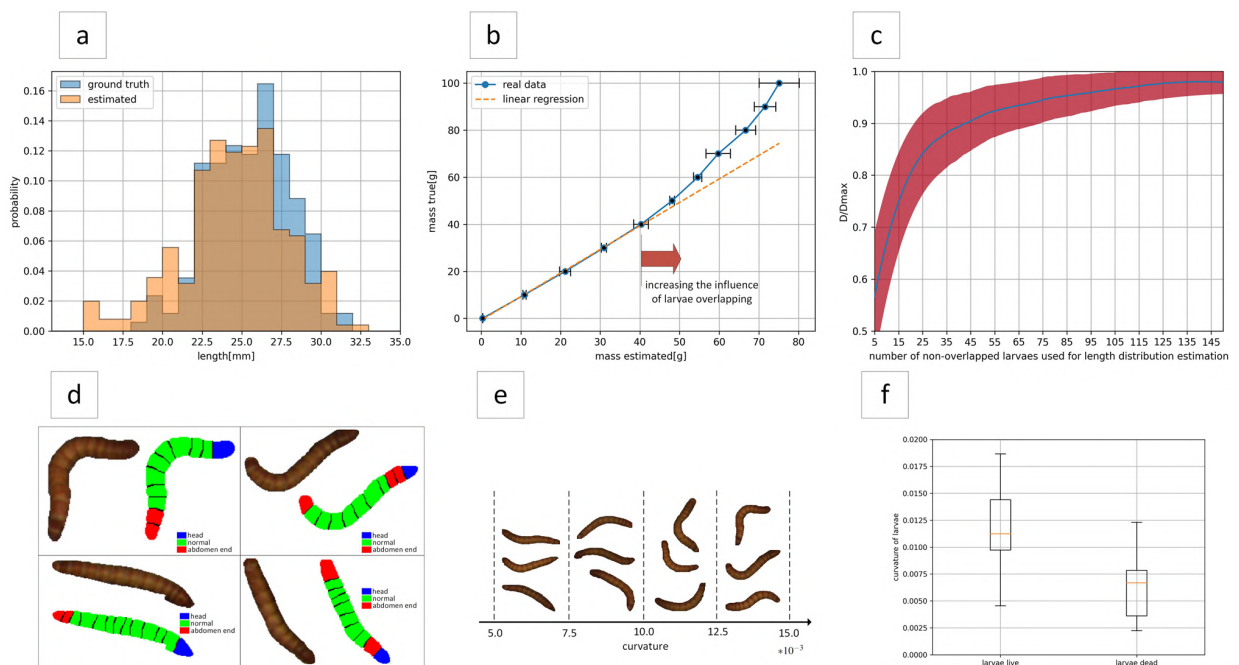 a
ground truth
estimated
0.16
0.14
0.12
0.10
0.08
0.06
0.04
0.02
0.00
probability
15.0 17.5 20.0 22.5 25.0 27.5 30.0 32.5 35.0
length[mm]
b
real data
linear regression
100
80
60
40
20
0
mass true[g]
increasing the influence
of larvae overlapping
0 10 20 30 40 50 60 70 80
mass estimated[g]
c
1.0
0.9
0.8
0.7
0.6
0.5
D/Dmax
5 15 25 35 45 55 65 75 85 95 105 115 125 135 145
number of non-overlapped larvaes used for length distribution estimation
d
head
normal
abdomen end
head
normal
abdomen end
head
normal
abdomen end
head
normal
abdomen end
e
5.0 7.5 10.0 12.5 15.0
curvature
*10⁻³
f
0.0200
0.0175
0.0150
0.0125
0.0100
0.0075
0.0050
0.0025
0.0000
curvature of larvae
larvae live larvae dead